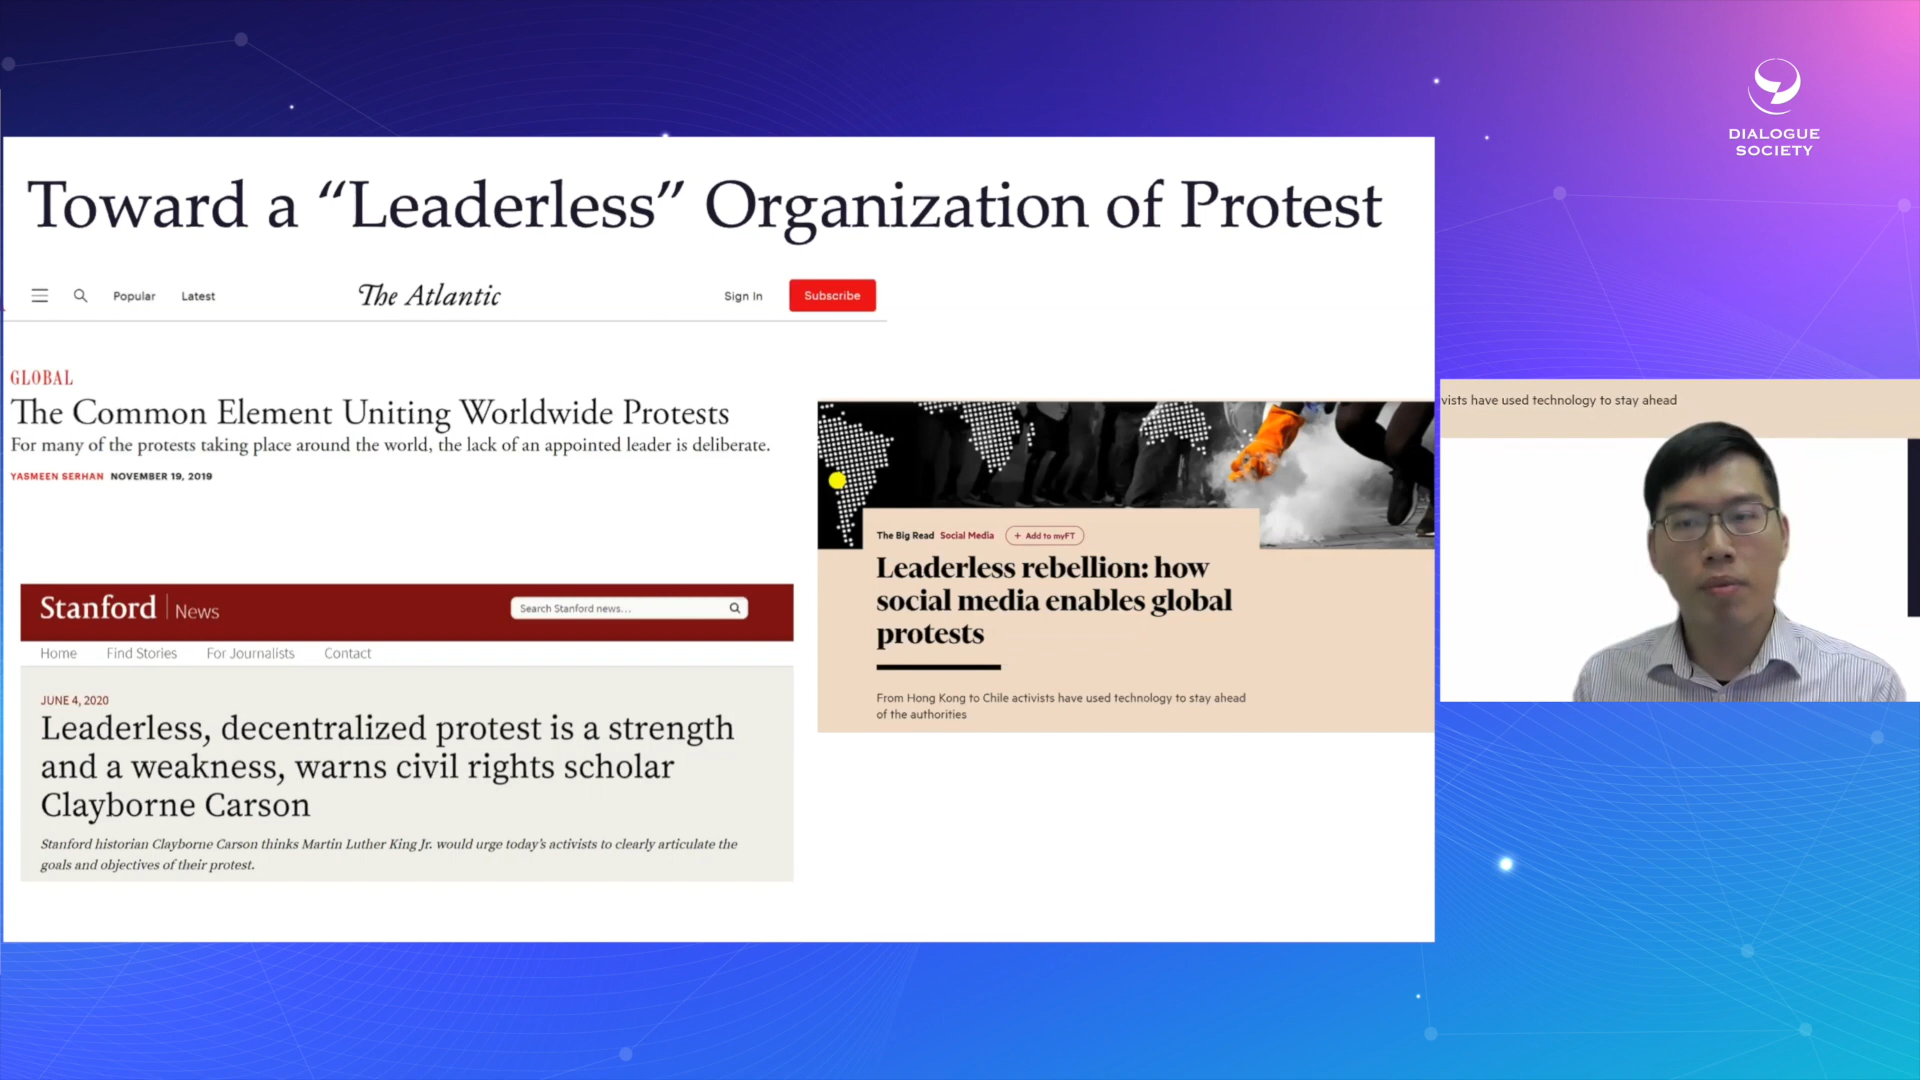 DIALOGUE
SOCIETY
Toward a “Leaderless” Organization of Protest
Popular
Latest
The Atlantic
Sign In
Subscribe
GLOBAL
The Common Element Uniting Worldwide Protests
For many of the protests taking place around the world, the lack of an appointed leader is deliberate.
YASMEEN SERHAN NOVEMBER 19, 2019
Stanford | News
Search Stanford news...
Home
Find Stories
For Journalists
Contact
JUNE 4, 2020
Leaderless, decentralized protest is a strength
and a weakness, warns civil rights scholar
Clayborne Carson
Stanford historian Clayborne Carson thinks Martin Luther King Jr. would urge today’s activists to clearly articulate the
goals and objectives of their protest.
The Big Read Social Media + Add to myFT
Leaderless rebellion: how
social media enables global
protests
From Hong Kong to Chile activists have used technology to stay ahead
of the authorities
vists have used technology to stay ahead